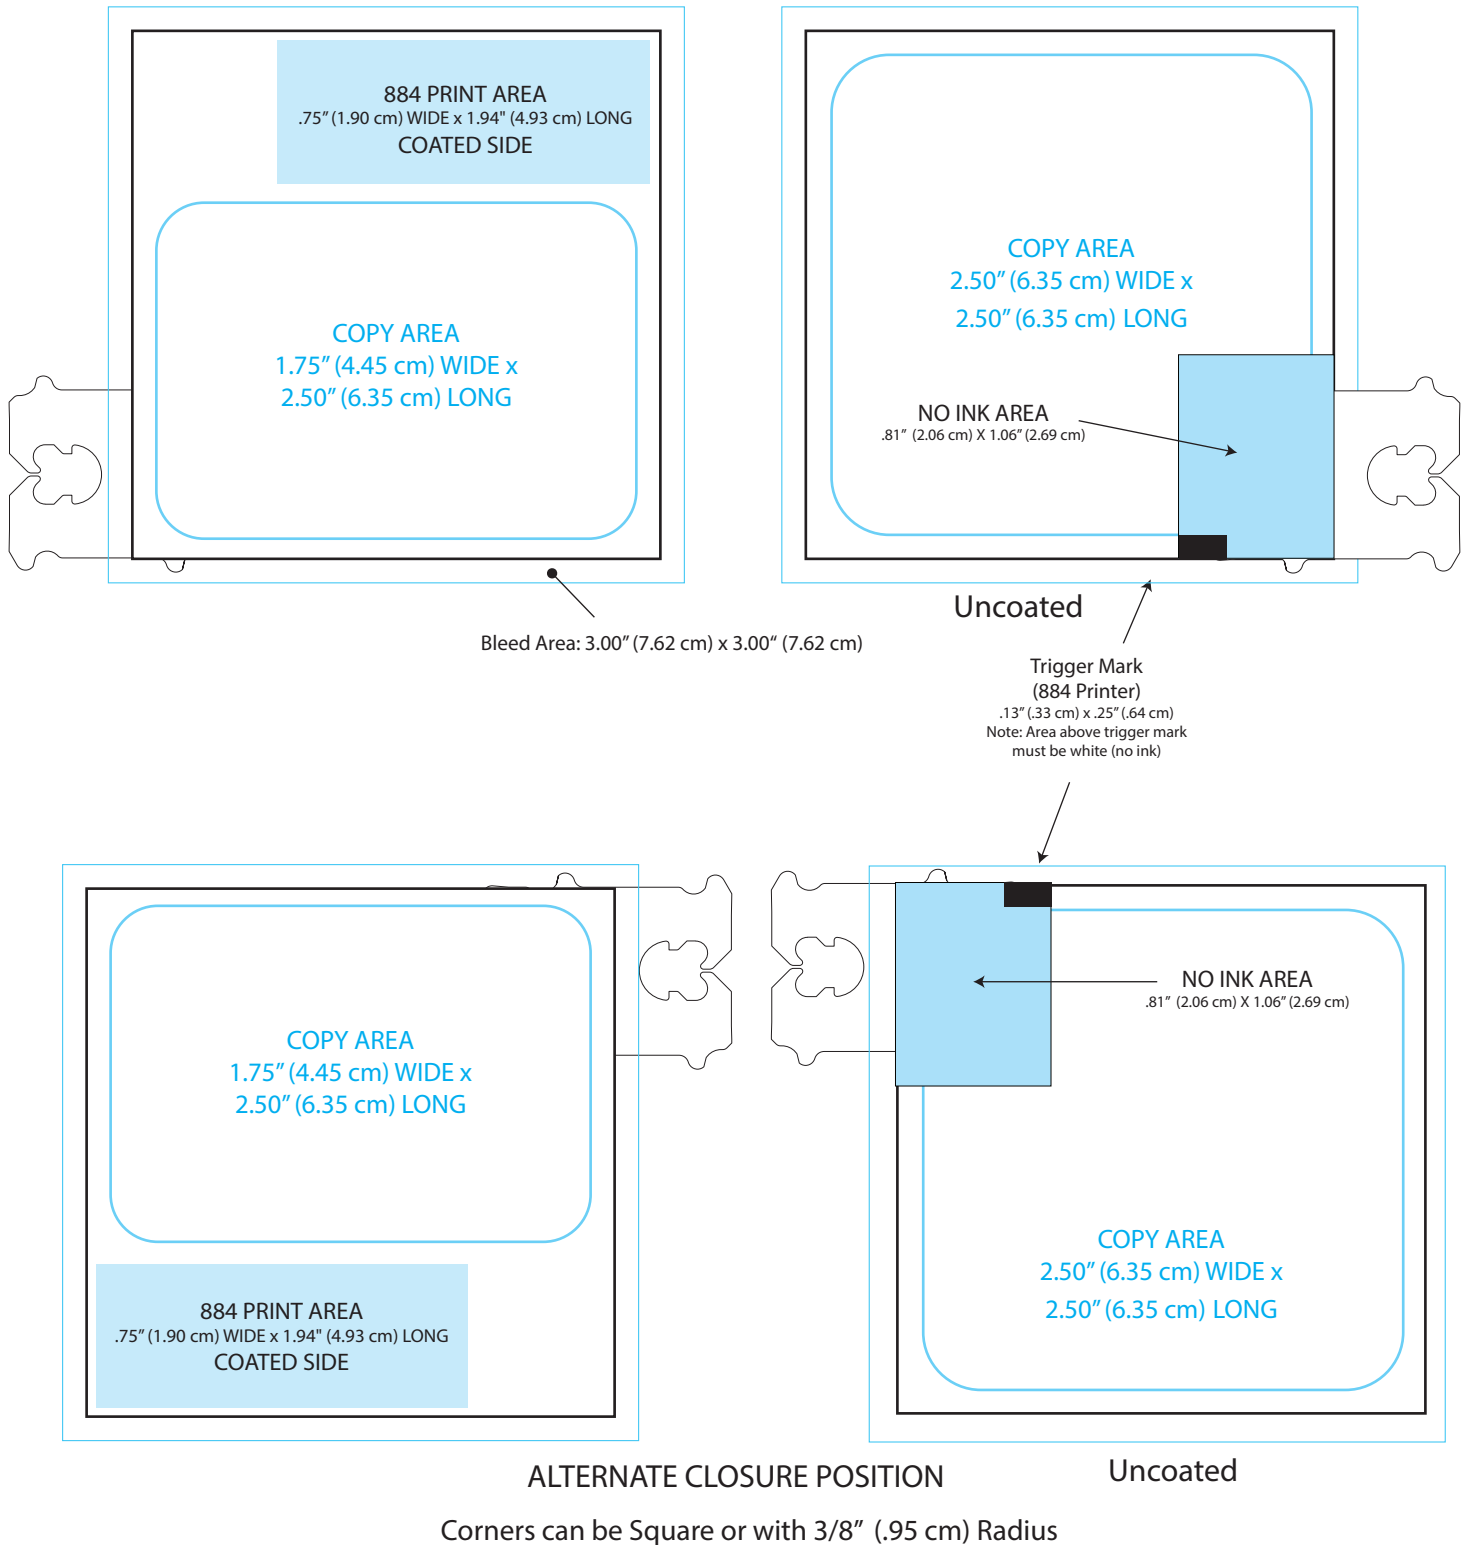 884 PRINT AREA
.75” (1.90 cm) WIDE x 1.94" (4.93 cm) LONG
COATED SIDE
COPY AREA
1.75” (4.45 cm) WIDE x
2.50” (6.35 cm) LONG
COPY AREA
2.50” (6.35 cm) WIDE x
2.50” (6.35 cm) LONG
NO INK AREA
.81” (2.06 cm) X 1.06” (2.69 cm)
Uncoated
Bleed Area: 3.00” (7.62 cm) x 3.00“ (7.62 cm)
Trigger Mark
(884 Printer)
.13” (.33 cm) x .25” (.64 cm)
Note: Area above trigger mark
must be white (no ink)
COPY AREA
1.75” (4.45 cm) WIDE x
2.50” (6.35 cm) LONG
884 PRINT AREA
.75” (1.90 cm) WIDE x 1.94" (4.93 cm) LONG
COATED SIDE
NO INK AREA
.81” (2.06 cm) X 1.06” (2.69 cm)
COPY AREA
2.50” (6.35 cm) WIDE x
2.50” (6.35 cm) LONG
Uncoated
ALTERNATE CLOSURE POSITION
Corners can be Square or with 3/8” (.95 cm) Radius